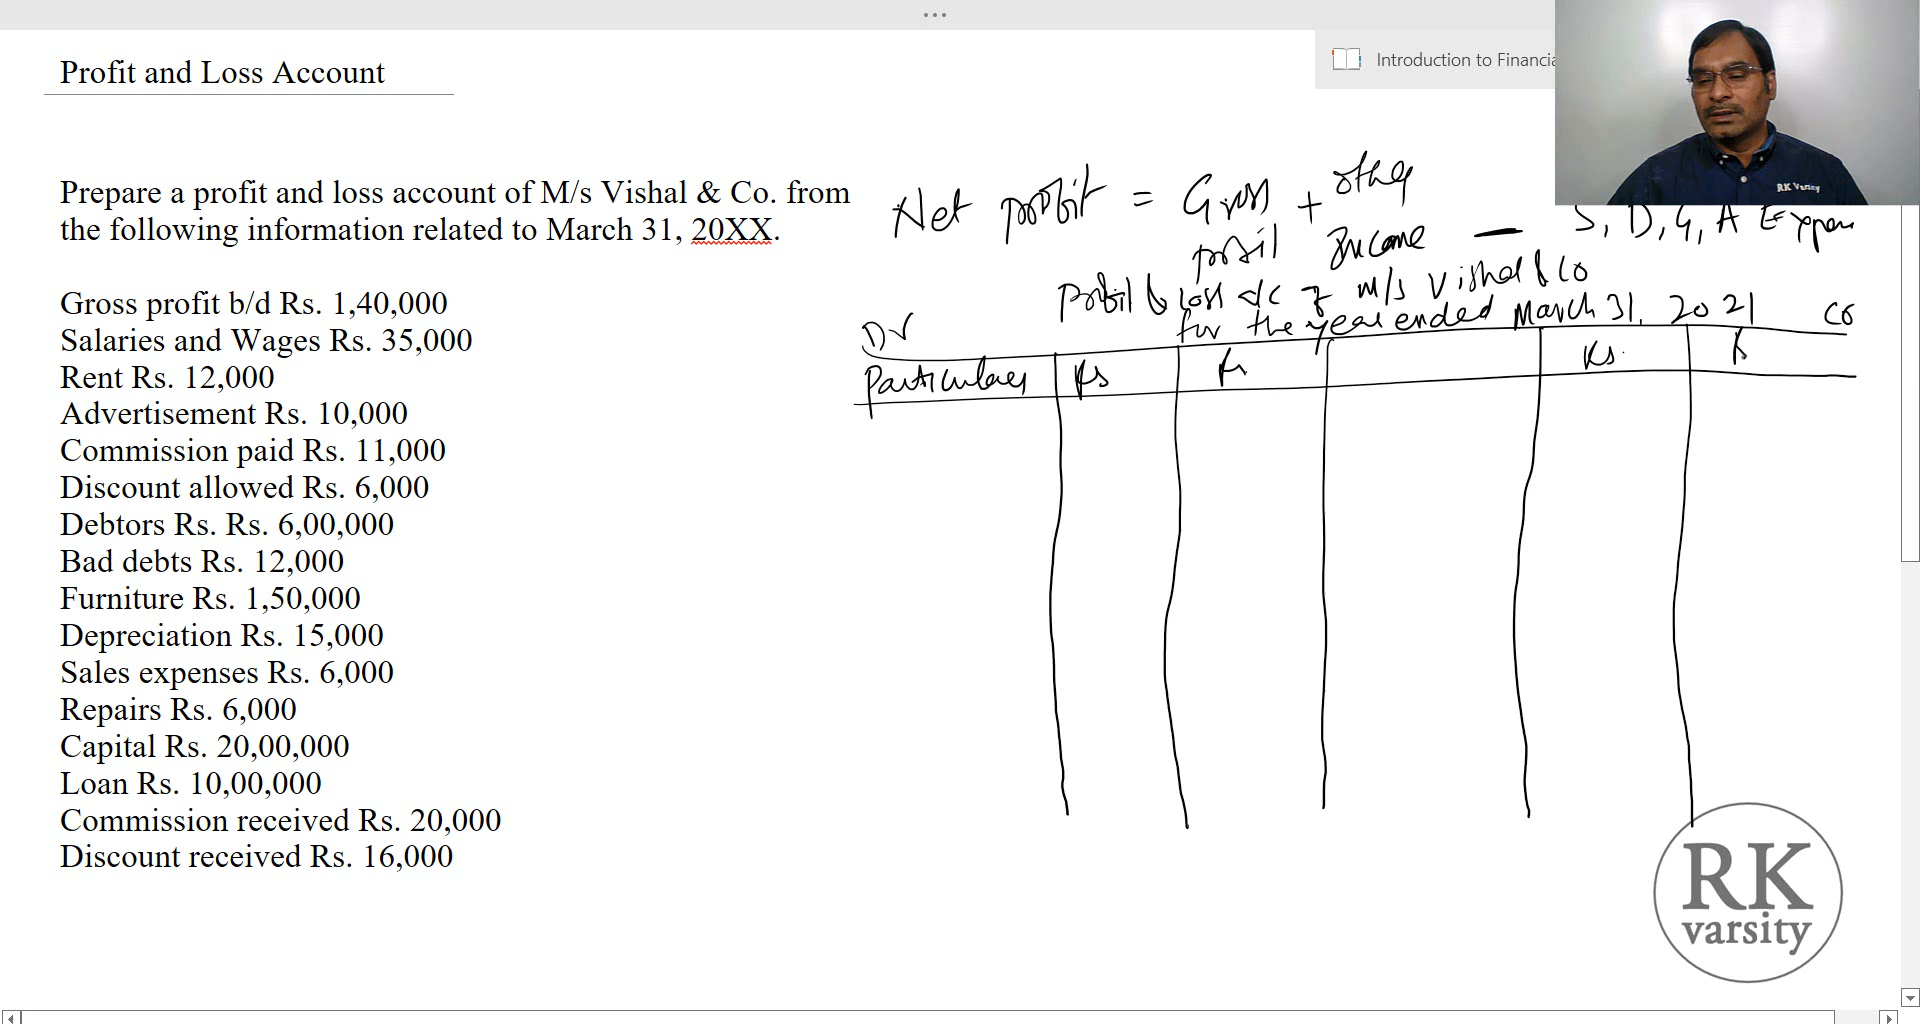 Profit and Loss Account
Introduction to Financia
RK Varsity
Prepare a profit and loss account of M/s Vishal & Co. from
the following information related to March 31, 20XX.
Gross profit b/d Rs. 1,40,000
Salaries and Wages Rs. 35,000
Rent Rs. 12,000
Advertisement Rs. 10,000
Commission paid Rs. 11,000
Discount allowed Rs. 6,000
Debtors Rs. Rs. 6,00,000
Bad debts Rs. 12,000
Furniture Rs. 1,50,000
Depreciation Rs. 15,000
Sales expenses Rs. 6,000
Repairs Rs. 6,000
Capital Rs. 20,00,000
Loan Rs. 10,00,000
Commission received Rs. 20,000
Discount received Rs. 16,000
Net profit = Gross profit + other Income — S, D, G, A Expen
Profit & Loss a/c of M/s Vishal & Co
for the year ended March 31, 2021
Dr Cr
Particulars Rs Rs Rs.
RK
varsity